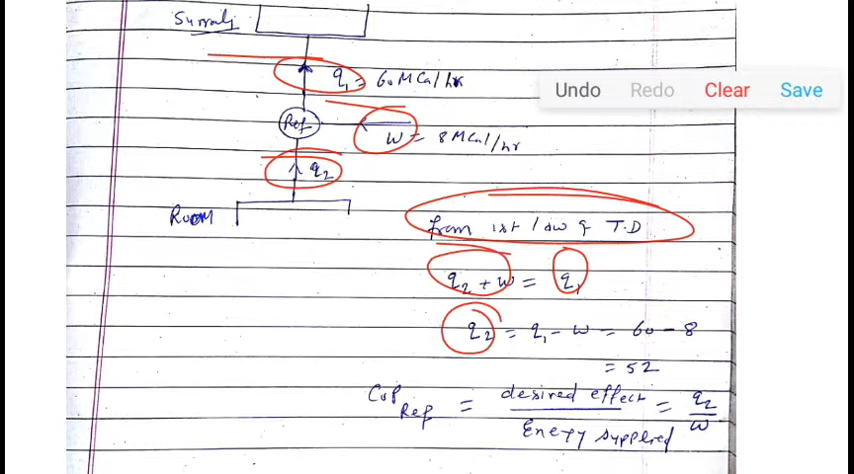 Undo Redo Clear Save
q₁ = 60 MCal/hr
Ref
W = 8 MCal/hr
q₂
ROOM
from 1st law of T.D
q₂ + W = q₁
q₂ = q₁ - W = 60 - 8
= 52
COP Ref = desired effect / Energy supplied = q₂ / W